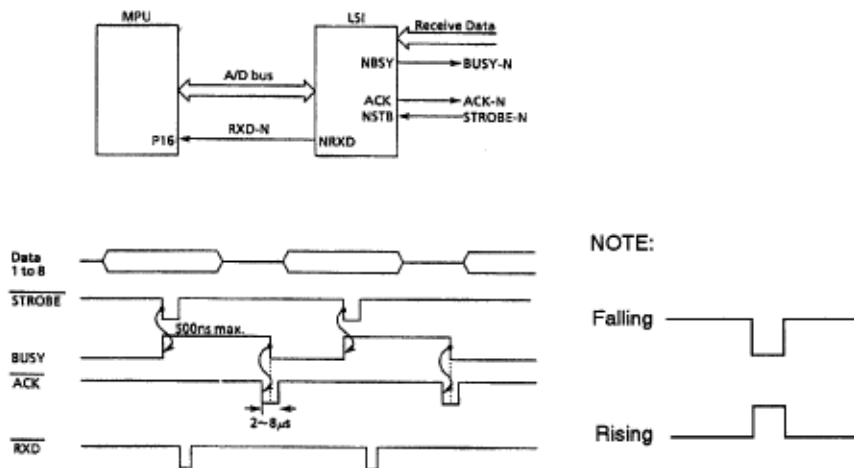 MPU
LSI
Receive Data
NBSY
BUSY-N
A/D bus
ACK
ACK-N
NSTB
STROBE-N
P16
RXD-N
NRXD
NOTE:
Data
1 to 8
STROBE
500ns max.
Falling
BUSY
ACK
2~8μs
Rising
RXD